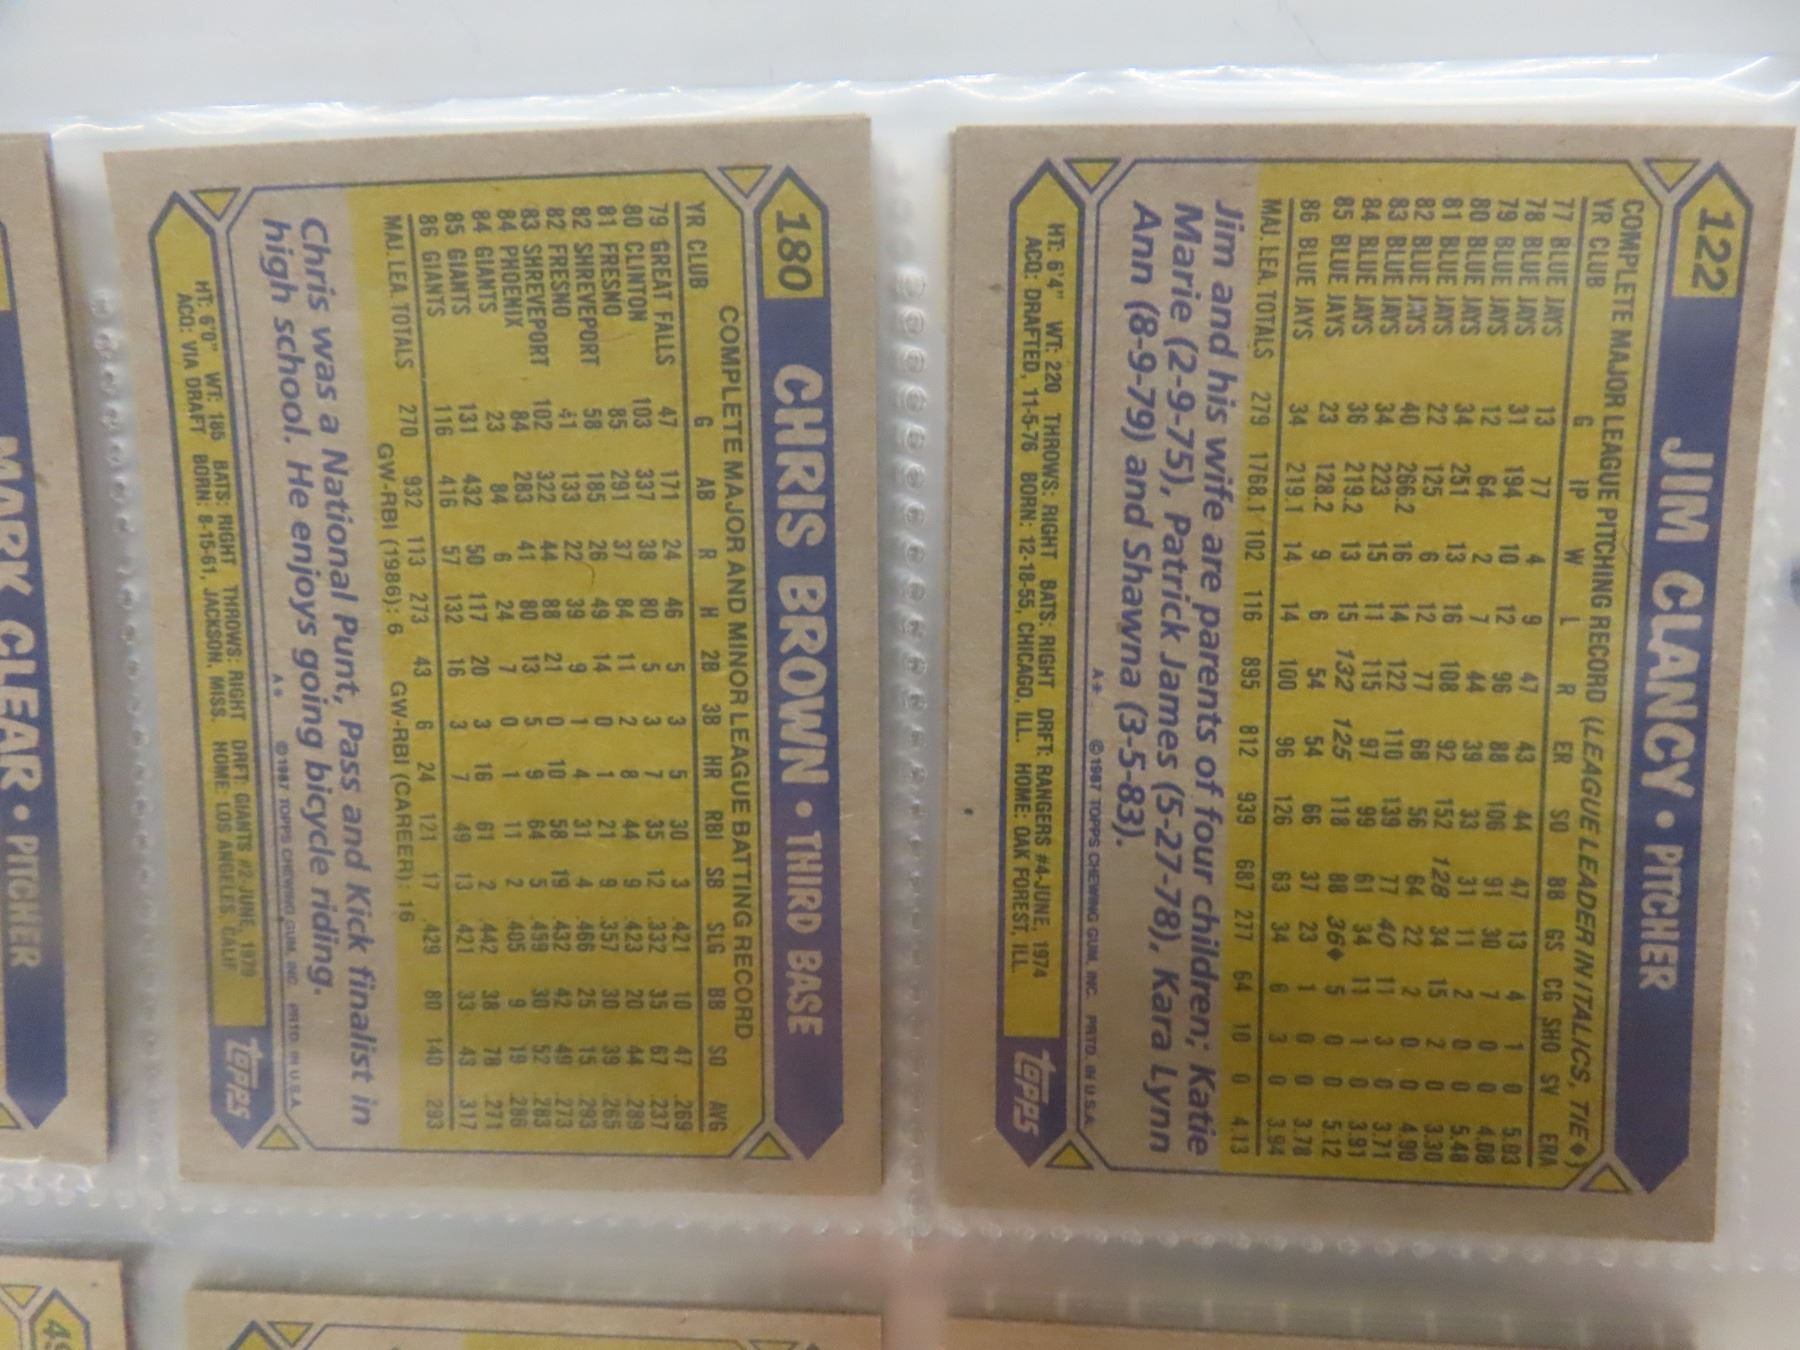 122 JIM CLANCY • PITCHER
COMPLETE MAJOR LEAGUE PITCHING RECORD (LEAGUE LEADER IN ITALICS, TIE♦)
YR CLUB G IP W L R ER SO BB GS CG SHO SV ERA
77 BLUE JAYS 13 77 4 9 47 43 44 47 13 4 1 0 5.03
78 BLUE JAYS 31 194 10 12 96 88 106 91 30 7 0 0 4.08
79 BLUE JAYS 12 64 2 7 44 39 33 31 11 2 0 0 5.48
80 BLUE JAYS 34 251 13 16 108 92 152 128 34 15 2 0 3.30
81 BLUE JAYS 22 125 6 12 77 68 56 64 22 2 0 0 4.90
82 BLUE JAYS 40 266.2 16 14 122 110 139 77 40 11 3 0 3.71
83 BLUE JAYS 34 223 15 11 115 97 99 61 34 11 1 0 3.91
84 BLUE JAYS 36 219.2 13 15 132 125 118 88 36♦ 5 0 0 5.12
85 BLUE JAYS 23 128.2 9 6 54 54 66 37 23 1 0 0 3.78
86 BLUE JAYS 34 219.1 14 14 100 96 126 63 34 6 3 0 3.94
MAJ. LEA. TOTALS 279 1768.1 102 116 895 812 939 687 277 64 10 0 4.13
Jim and his wife are parents of four children; Katie
Marie (2-9-75), Patrick James (5-27-78), Kara Lynn
Ann (8-9-79) and Shawna (3-5-83).
A* ©1987 TOPPS CHEWING GUM, INC. PRTD. IN U.S.A.
HT: 6'4" WT: 220 THROWS: RIGHT BATS: RIGHT DRFT: RANGERS #4-JUNE, 1974
ACQ: DRAFTED, 11-5-76 BORN: 12-18-55, CHICAGO, ILL. HOME: OAK FOREST, ILL.
topps
180 CHRIS BROWN • THIRD BASE
COMPLETE MAJOR AND MINOR LEAGUE BATTING RECORD
YR CLUB G AB R H 2B 3B HR RBI SB SLG BB SO AVG
79 GREAT FALLS 47 171 24 46 5 3 5 30 3 .421 10 47 .269
80 CLINTON 103 337 38 80 5 3 7 35 12 .332 35 67 .237
81 FRESNO 85 291 37 84 11 2 8 44 9 .423 20 44 .289
82 SHREVEPORT 58 185 26 49 14 0 1 21 9 .357 30 39 .265
82 FRESNO 41 133 22 39 9 1 4 31 4 .466 25 15 .293
83 SHREVEPORT 102 322 44 88 21 0 10 58 19 .432 42 49 .273
84 PHOENIX 84 283 41 80 13 5 9 64 5 .459 30 52 .283
84 GIANTS 23 84 6 24 7 0 1 11 2 .405 9 19 .286
85 GIANTS 131 432 50 117 20 3 16 61 2 .442 38 78 .271
86 GIANTS 116 416 57 132 16 3 7 49 13 .421 33 43 .317
MAJ. LEA. TOTALS 270 932 113 273 43 6 24 121 17 .429 80 140 .293
GW-RBI (1986): 6 GW-RBI (CAREER): 16
Chris was a National Punt, Pass and Kick finalist in
high school. He enjoys going bicycle riding.
A* ©1987 TOPPS CHEWING GUM, INC. PRTD. IN U.S.A.
HT: 6'0" WT: 185 BATS: RIGHT THROWS: RIGHT DRFT: GIANTS #2-JUNE, 1979
ACQ: VIA DRAFT BORN: 8-15-61, JACKSON, MISS. HOME: LOS ANGELES, CALIF.
topps
MARK CLEAR • PITCHER